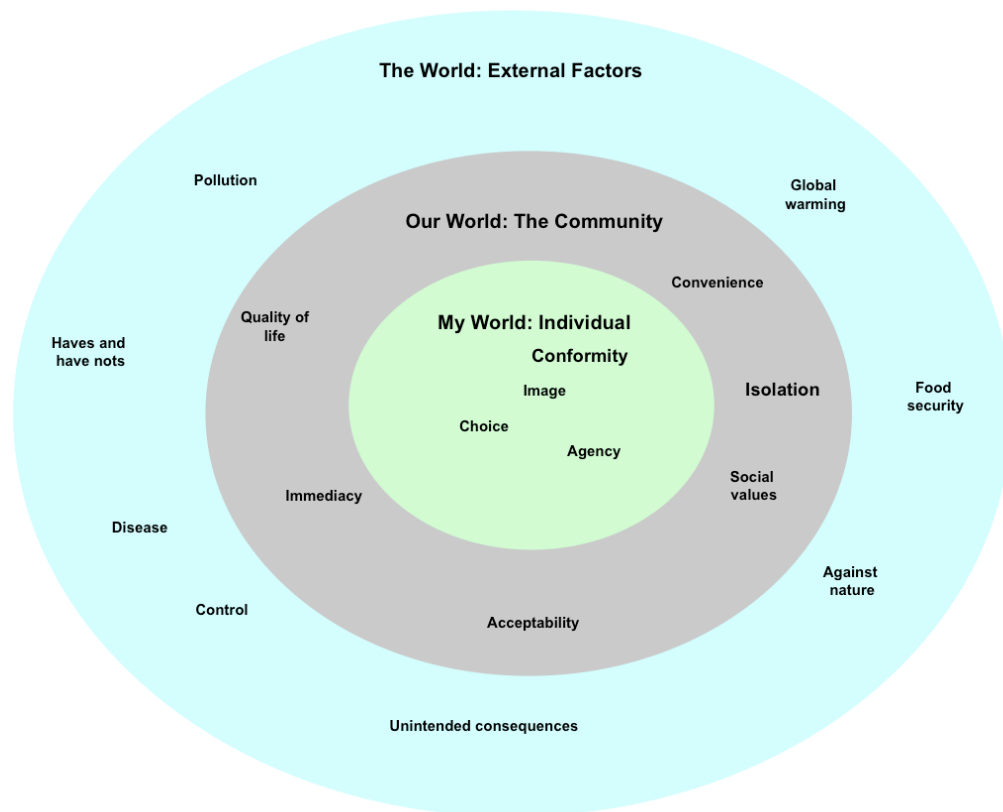 The World: External Factors
Pollution
Global
warming
Our World: The Community
Convenience
Quality of
life
My World: Individual
Conformity
Haves and
have nots
Image
Isolation
Food
security
Choice
Agency
Social
values
Immediacy
Disease
Against
nature
Control
Acceptability
Unintended consequences